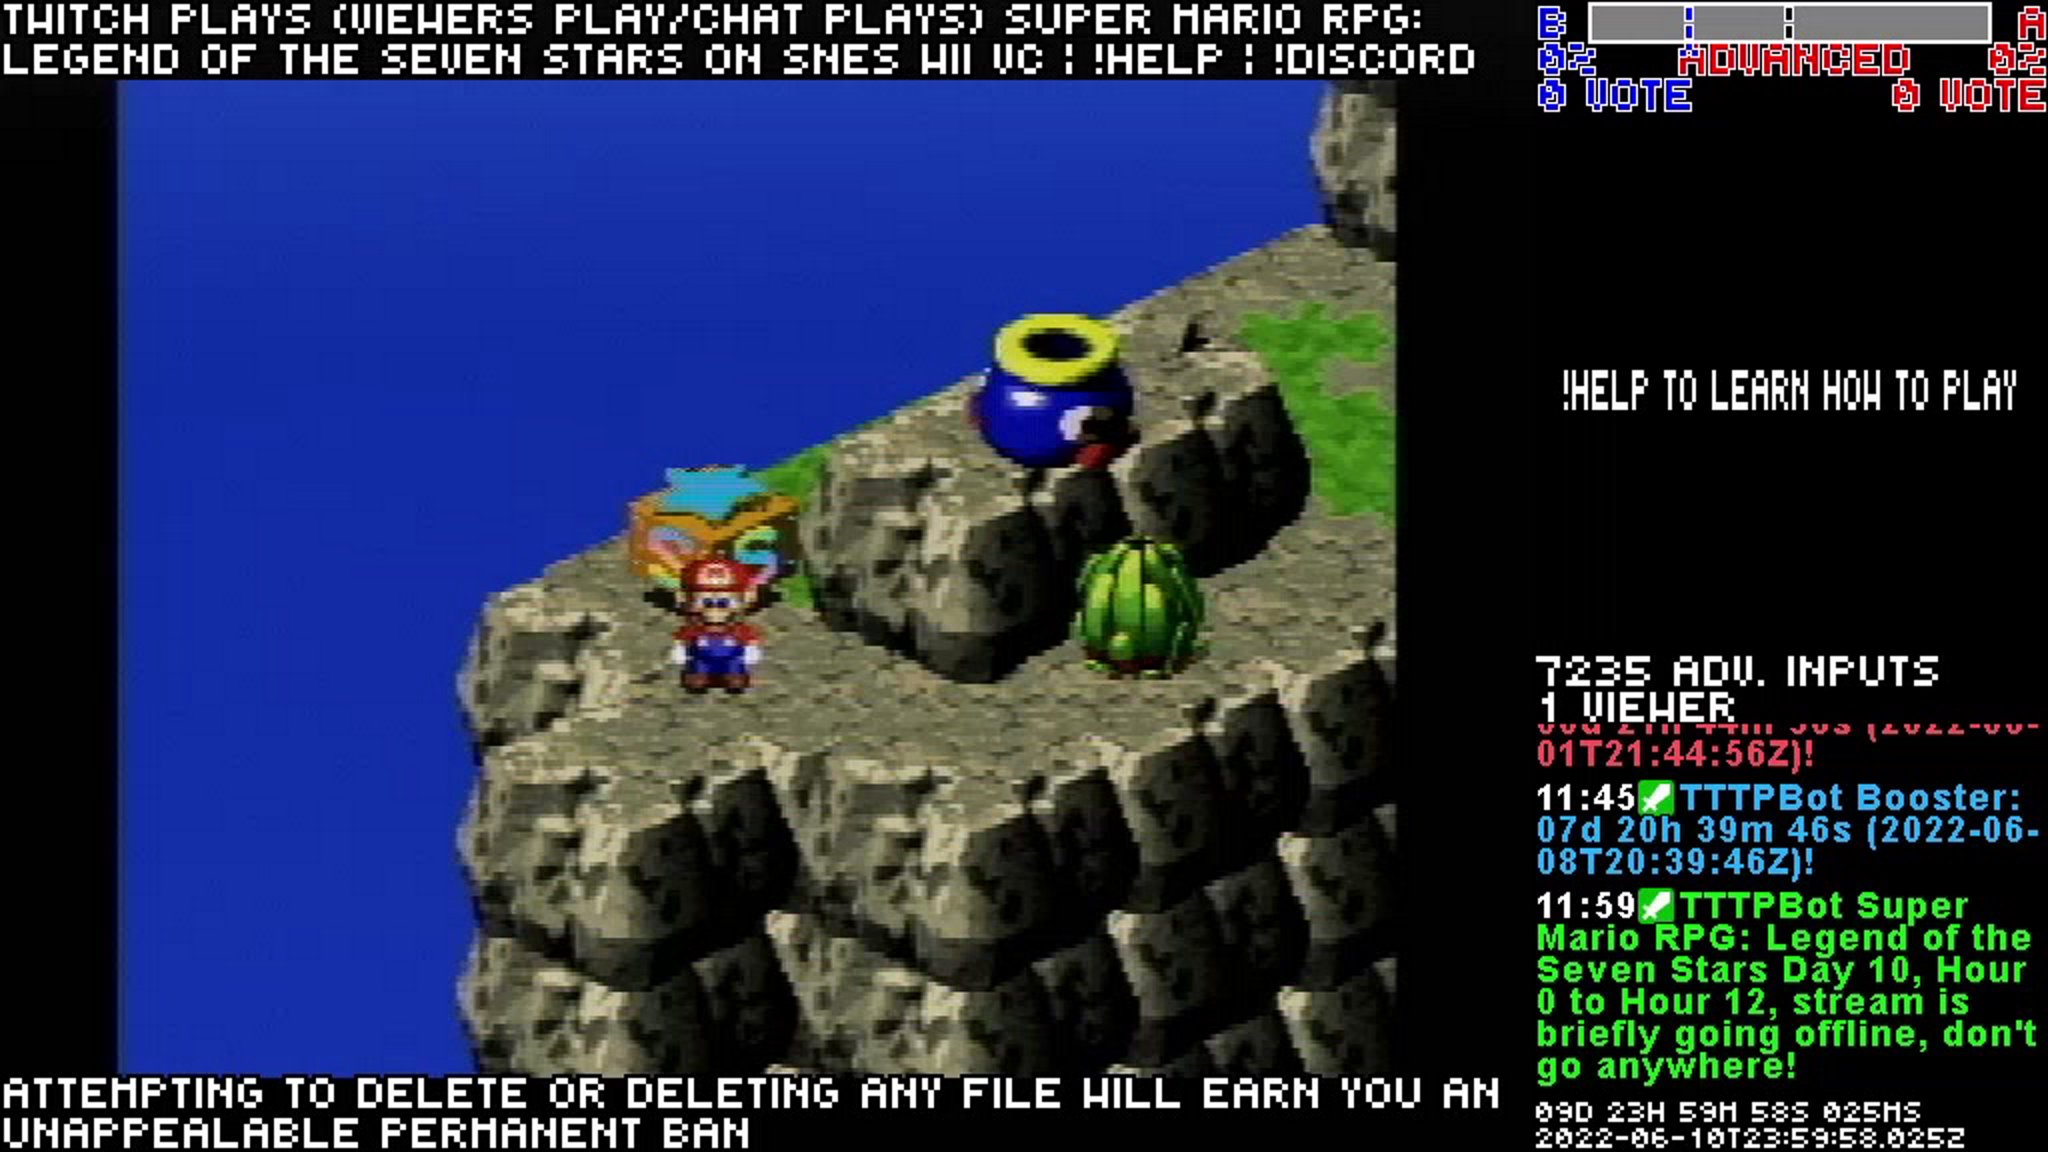 TWITCH PLAYS (VIEWERS PLAY/CHAT PLAYS) SUPER MARIO RPG:
LEGEND OF THE SEVEN STARS ON SNES WII VC ¦ !HELP ¦ !DISCORD
B A
0% ADVANCED 0%
0 VOTE 0 VOTE
!HELP TO LEARN HOW TO PLAY
7235 ADV. INPUTS
1 VIEWER
01T21:44:56Z)!
11:45 TTTPBot Booster:
07d 20h 39m 46s (2022-06-
08T20:39:46Z)!
11:59 TTTPBot Super
Mario RPG: Legend of the
Seven Stars Day 10, Hour
0 to Hour 12, stream is
briefly going offline, don't
go anywhere!
09D 23H 59M 58S 025MS
2022-06-10T23:59:58.025Z
ATTEMPTING TO DELETE OR DELETING ANY FILE WILL EARN YOU AN
UNAPPEALABLE PERMANENT BAN